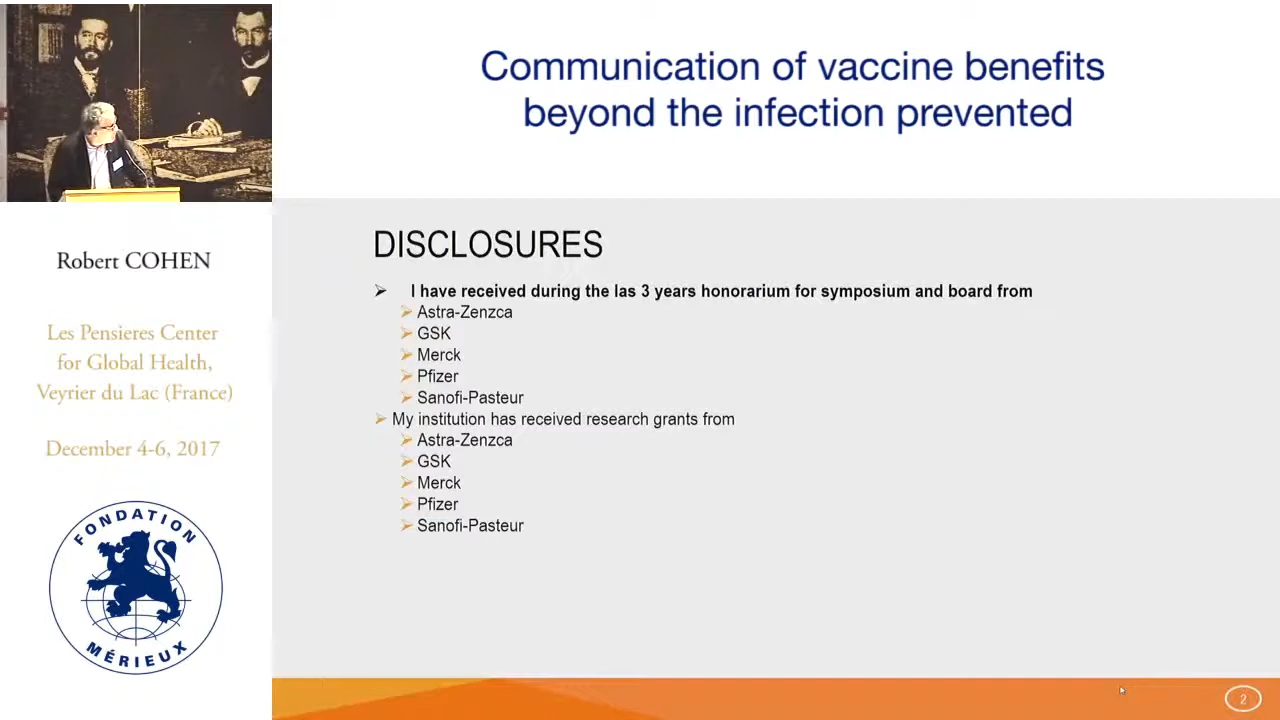 Communication of vaccine benefits
beyond the infection prevented
Robert COHEN
Les Pensieres Center
for Global Health,
Veyrier du Lac (France)
December 4-6, 2017
FONDATION
MÉRIEUX
DISCLOSURES
I have received during the las 3 years honorarium for symposium and board from
Astra-Zenzca
GSK
Merck
Pfizer
Sanofi-Pasteur
My institution has received research grants from
Astra-Zenzca
GSK
Merck
Pfizer
Sanofi-Pasteur
2